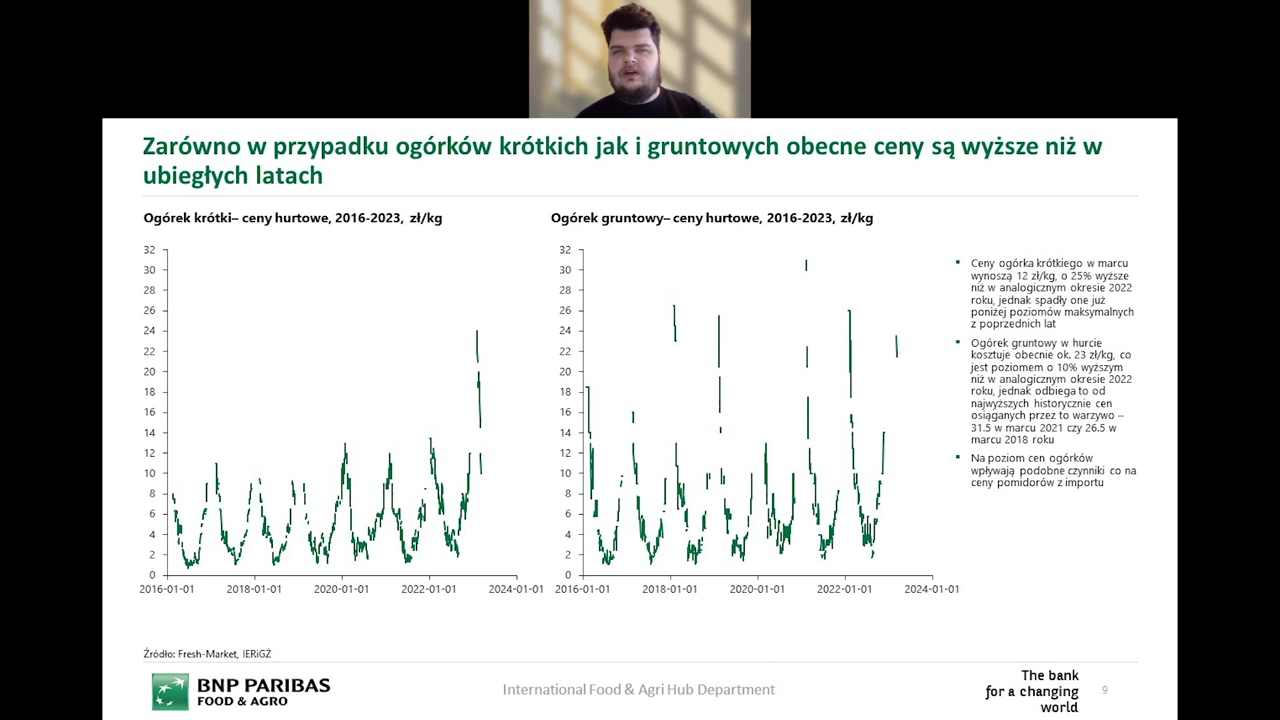 Zarówno w przypadku ogórków krótkich jak i gruntowych obecne ceny są wyższe niż w
ubiegłych latach
Ogórek krótki– ceny hurtowe, 2016-2023, zł/kg
32
30
28
26
24
22
20
18
16
14
12
10
8
6
4
2
0
2016-01-01 2018-01-01 2020-01-01 2022-01-01 2024-01-01
Ogórek gruntowy– ceny hurtowe, 2016-2023, zł/kg
32
30
28
26
24
22
20
18
16
14
12
10
8
6
4
2
0
2016-01-01 2018-01-01 2020-01-01 2022-01-01 2024-01-01
Ceny ogórka krótkiego w marcu
wynoszą 12 zł/kg, o 25% wyższe
niż w analogicznym okresie 2022
roku, jednak spadły one już
poniżej poziomów maksymalnych
z poprzednich lat
Ogórek gruntowy w hurcie
kosztuje obecnie ok. 23 zł/kg, co
jest poziomem o 10% wyższym
niż w analogicznym okresie 2022
roku, jednak odbiega to od
najwyższych historycznie cen
osiąganych przez to warzywo –
31.5 w marcu 2021 czy 26.5 w
marcu 2018 roku
Na poziom cen ogórków
wpływają podobne czynniki co na
ceny pomidorów z importu
Źródło: Fresh-Market, IERiGŻ
BNP PARIBAS
FOOD & AGRO
International Food & Agri Hub Department
The bank
for a changing
world
9